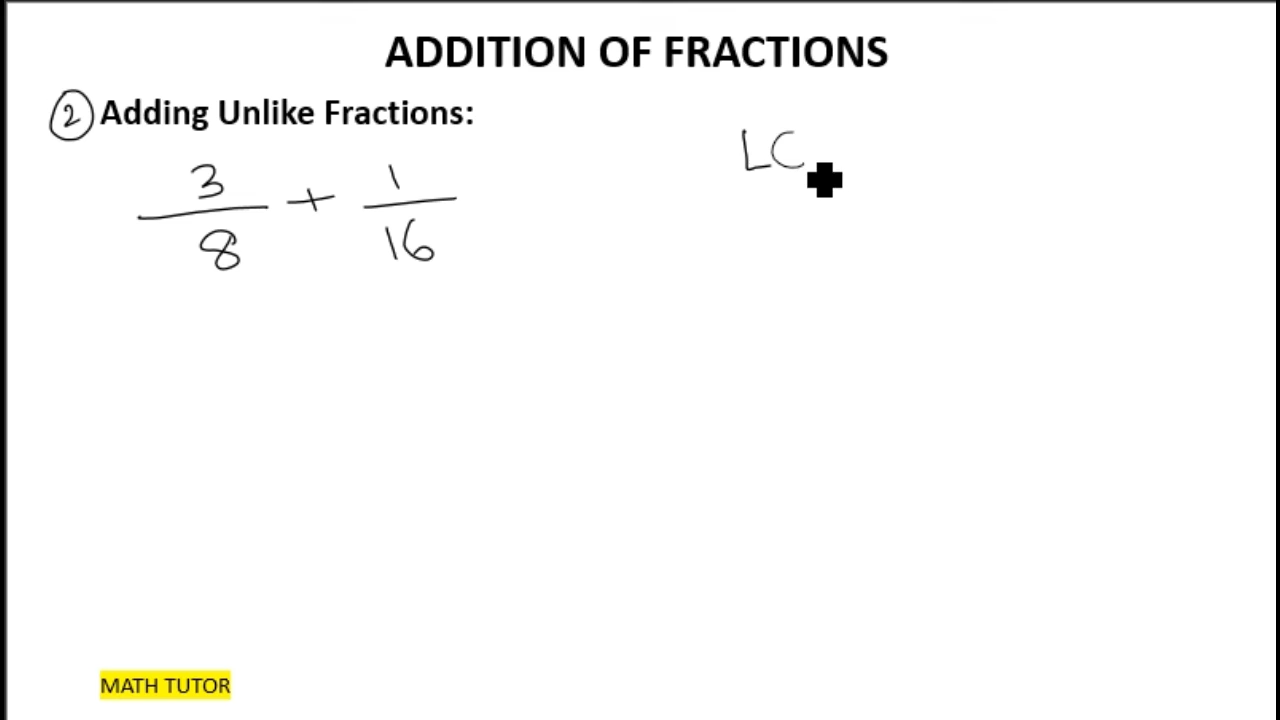 ADDITION OF FRACTIONS
2 Adding Unlike Fractions:
3/8 + 1/16
LC
MATH TUTOR